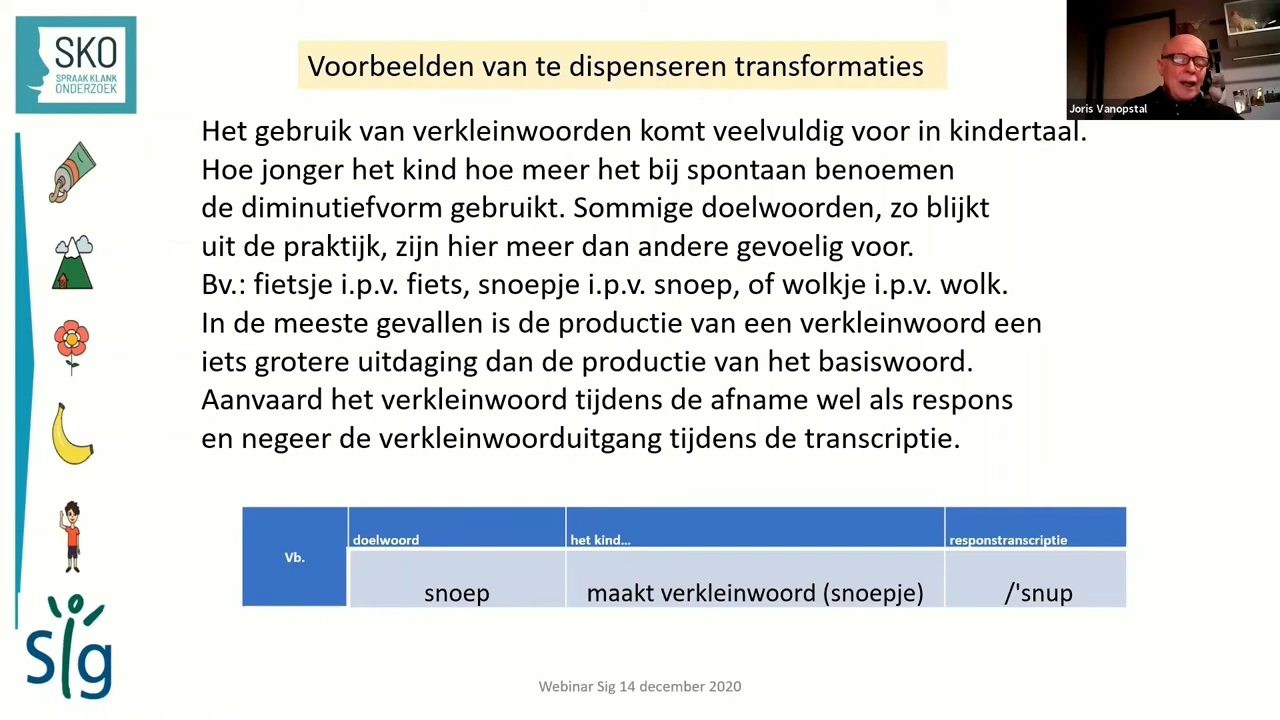 SKO
SPRAAK KLANK
ONDERZOEK
Voorbeelden van te dispenseren transformaties
Joris Vanopstal
Het gebruik van verkleinwoorden komt veelvuldig voor in kindertaal.
Hoe jonger het kind hoe meer het bij spontaan benoemen
de diminutiefvorm gebruikt. Sommige doelwoorden, zo blijkt
uit de praktijk, zijn hier meer dan andere gevoelig voor.
Bv.: fietsje i.p.v. fiets, snoepje i.p.v. snoep, of wolkje i.p.v. wolk.
In de meeste gevallen is de productie van een verkleinwoord een
iets grotere uitdaging dan de productie van het basiswoord.
Aanvaard het verkleinwoord tijdens de afname wel als respons
en negeer de verkleinwoorduitgang tijdens de transcriptie.
Vb.
doelwoord
het kind...
responstranscriptie
snoep
maakt verkleinwoord (snoepje)
/'snup
Sig
Webinar Sig 14 december 2020